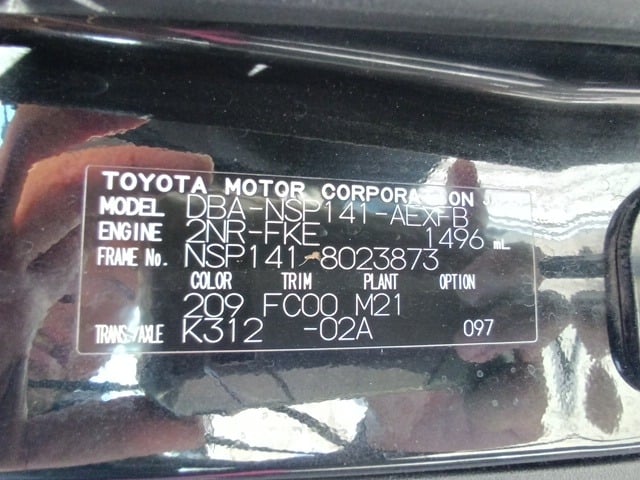 TOYOTA MOTOR CORPORATION
MODEL DBA-NSP141-AEXFB
ENGINE 2NR-FKE 1496 mL
FRAME No. NSP141-8023873
COLOR TRIM PLANT OPTION
209 FC00 M21
TRANS./AXLE K312 -02A 097